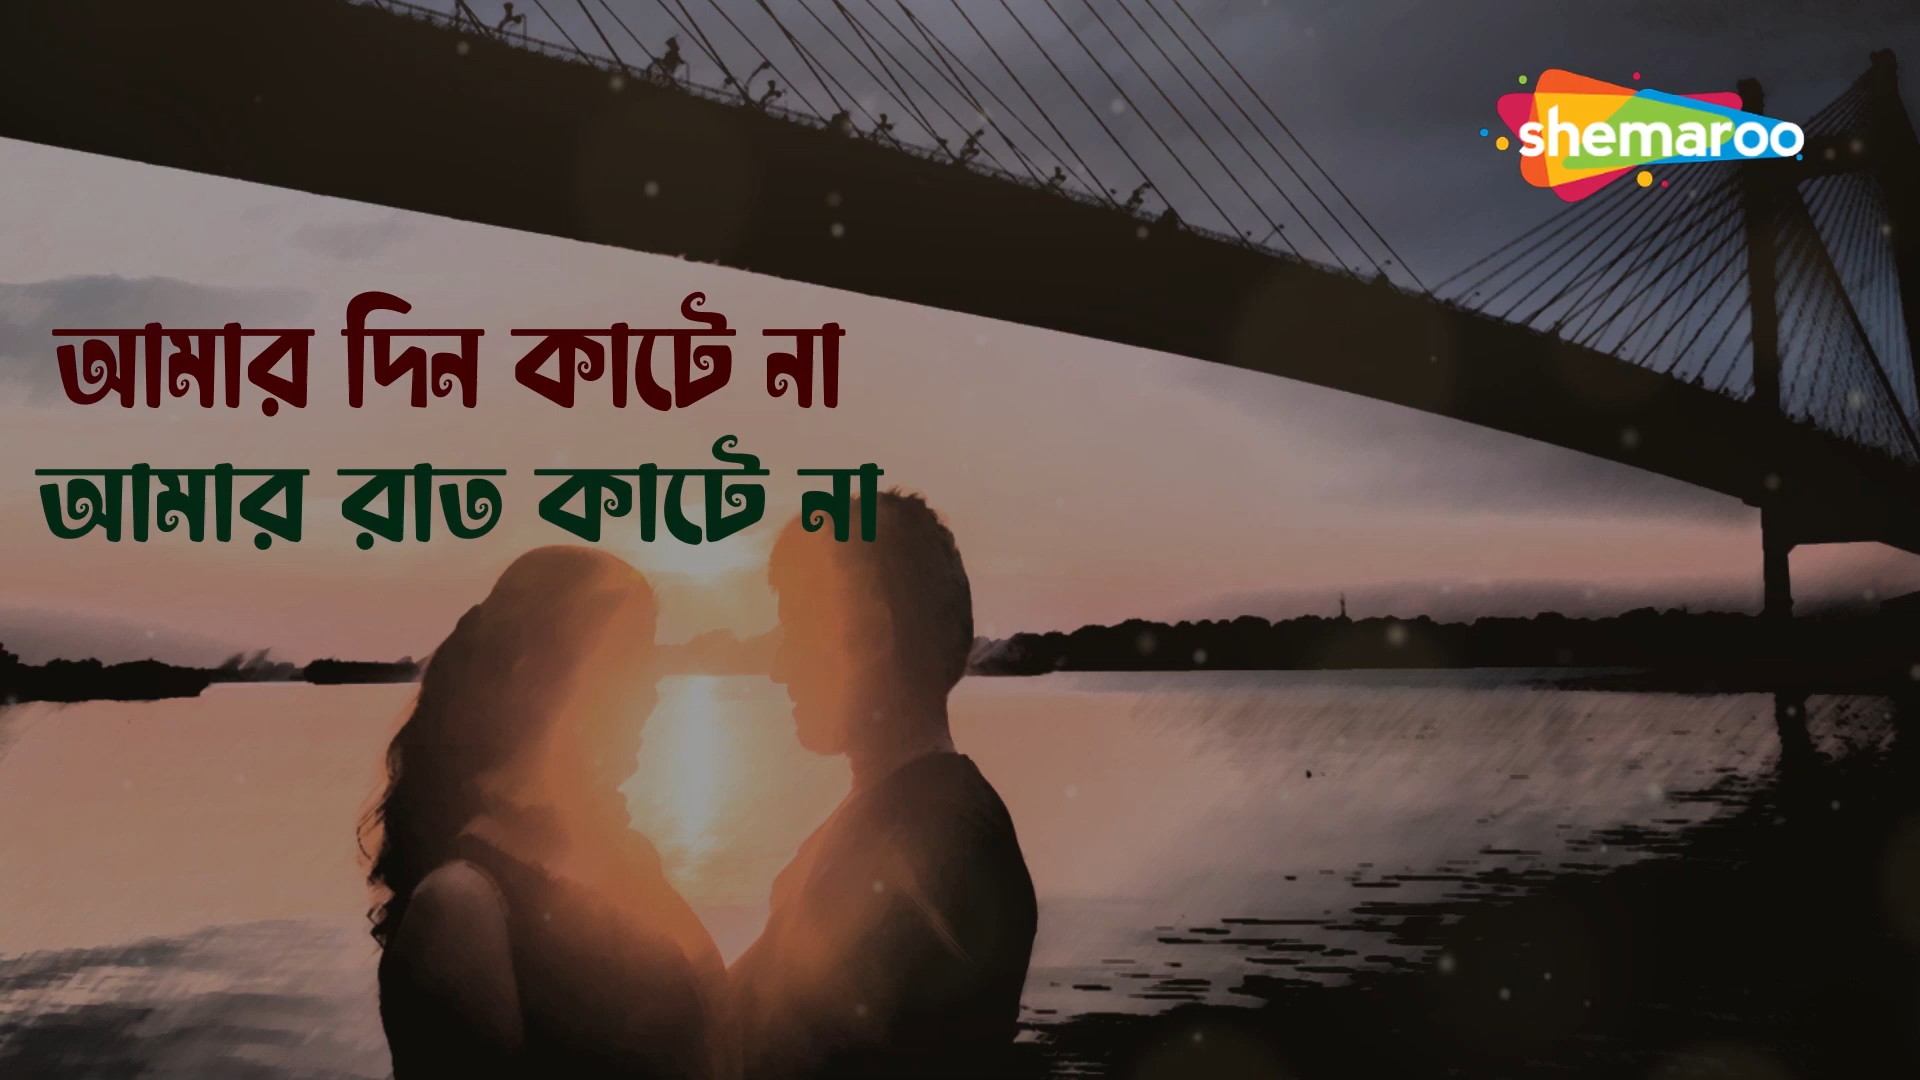 shemaroo
আমার দিন কাটে না
আমার রাত কাটে না